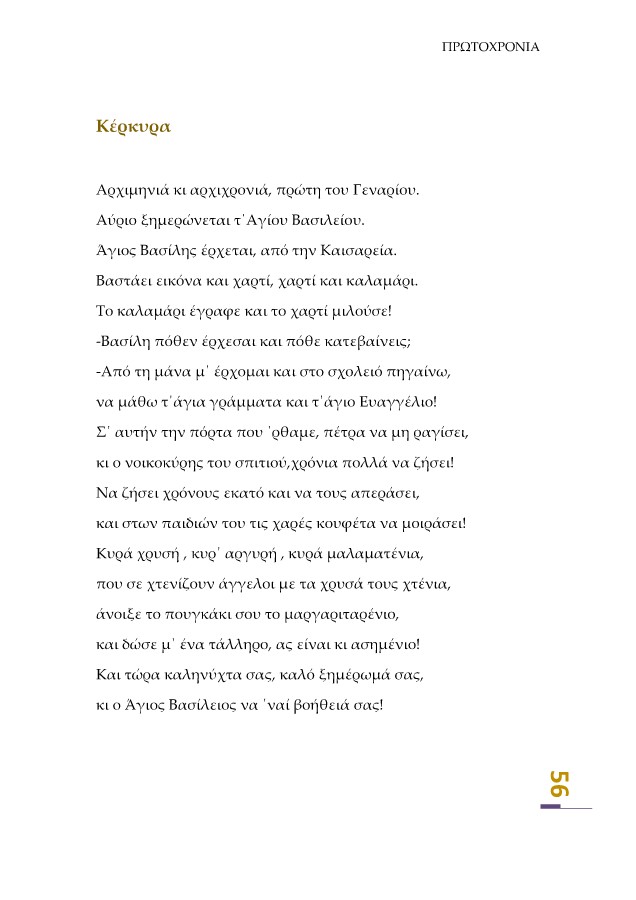 ΠΡΩΤΟΧΡΟΝΙΑ
Κέρκυρα
Αρχιμηνιά κι αρχιχρονιά, πρώτη του Γεναρίου.
Αύριο ξημερώνεται τ΄Αγίου Βασιλείου.
Άγιος Βασίλης έρχεται, από την Καισαρεία.
Βαστάει εικόνα και χαρτί, χαρτί και καλαμάρι.
Το καλαμάρι έγραφε και το χαρτί μιλούσε!
-Βασίλη πόθεν έρχεσαι και πόθε κατεβαίνεις;
-Από τη μάνα μ΄ έρχομαι και στο σχολειό πηγαίνω,
να μάθω τ΄άγια γράμματα και τ΄άγιο Ευαγγέλιο!
Σ΄ αυτήν την πόρτα που ΄ρθαμε, πέτρα να μη ραγίσει,
κι ο νοικοκύρης του σπιτιού,χρόνια πολλά να ζήσει!
Να ζήσει χρόνους εκατό και να τους απεράσει,
και στων παιδιών του τις χαρές κουφέτα να μοιράσει!
Κυρά χρυσή , κυρ΄ αργυρή , κυρά μαλαματένια,
που σε χτενίζουν άγγελοι με τα χρυσά τους χτένια,
άνοιξε το πουγκάκι σου το μαργαριταρένιο,
και δώσε μ΄ ένα τάλληρο, ας είναι κι ασημένιο!
Και τώρα καληνύχτα σας, καλό ξημέρωμά σας,
κι ο Άγιος Βασίλειος να ΄ναί βοήθειά σας!
56